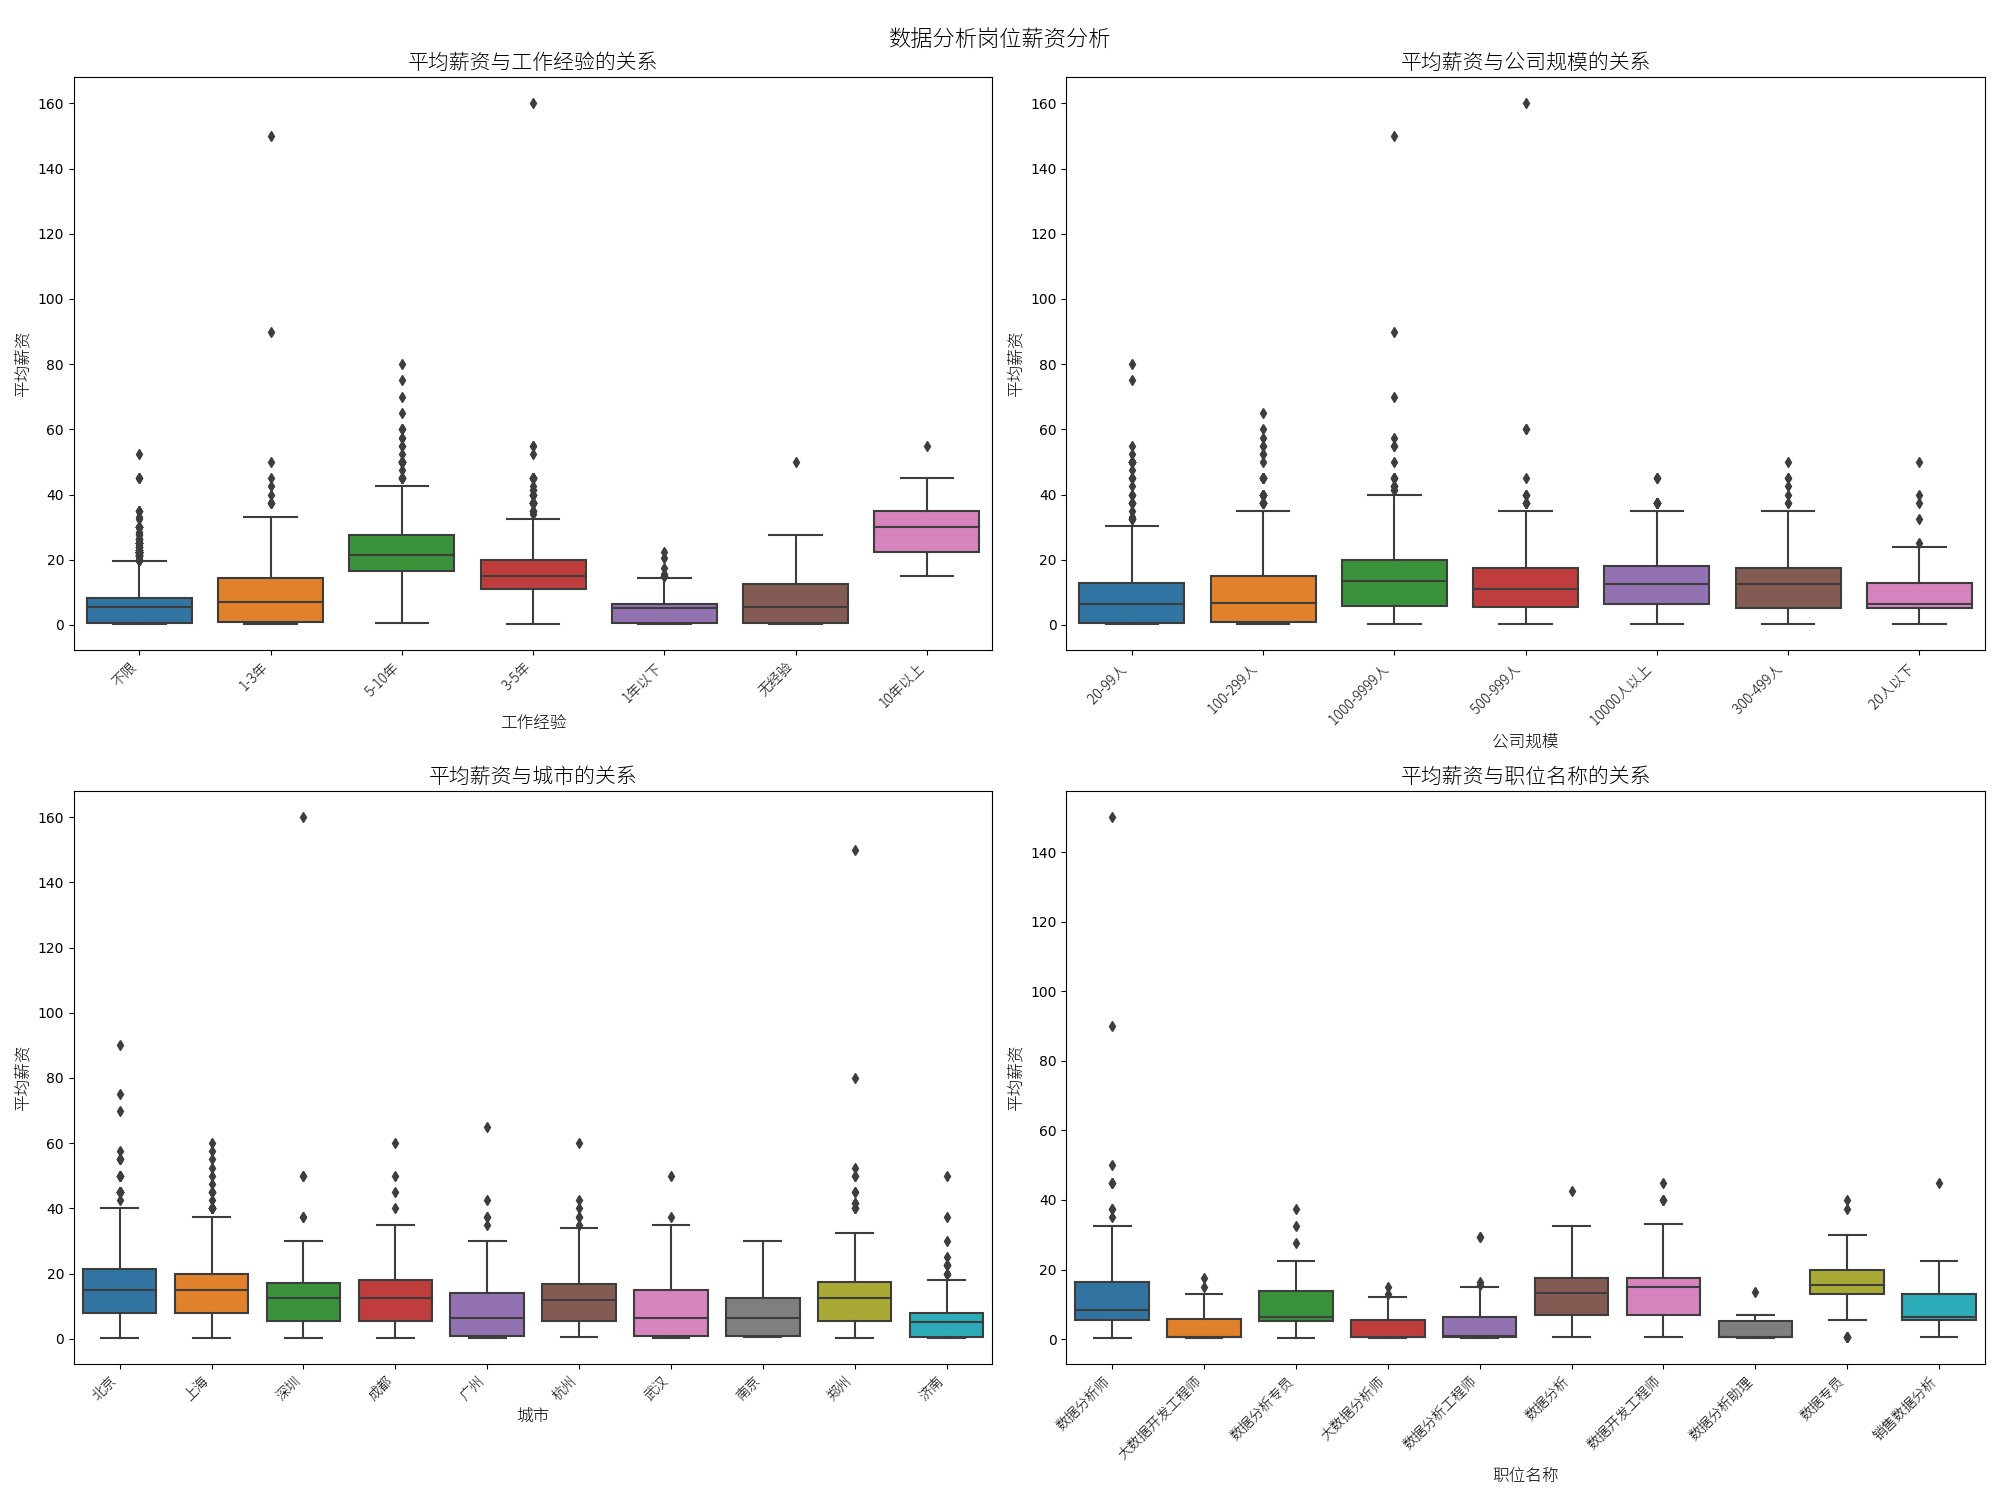 数据分析岗位薪资分析
平均薪资与工作经验的关系
160
140
120
100
80
60
40
20
0
平均薪资
不限
1-3年
5-10年
3-5年
1年以下
无经验
10年以上
工作经验
平均薪资与公司规模的关系
160
140
120
100
80
60
40
20
0
平均薪资
20-99人
100-299人
1000-9999人
500-999人
10000人以上
300-499人
20人以下
公司规模
平均薪资与城市的关系
160
140
120
100
80
60
40
20
0
平均薪资
北京
上海
深圳
成都
广州
杭州
武汉
南京
郑州
济南
城市
平均薪资与职位名称的关系
140
120
100
80
60
40
20
0
平均薪资
数据分析师
大数据开发工程师
数据分析专员
大数据分析师
数据分析工程师
数据分析
数据开发工程师
数据分析助理
数据专员
销售数据分析
职位名称